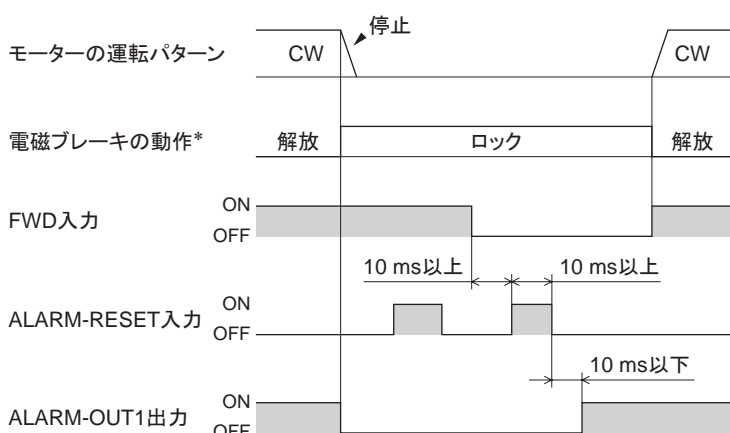 停止
モーターの運転パターン CW CW
電磁ブレーキの動作* 解放 ロック 解放
ON
FWD入力
OFF
10 ms以上 10 ms以上
ON
ALARM-RESET入力
OFF
10 ms以下
ON
ALARM-OUT1出力
OFF